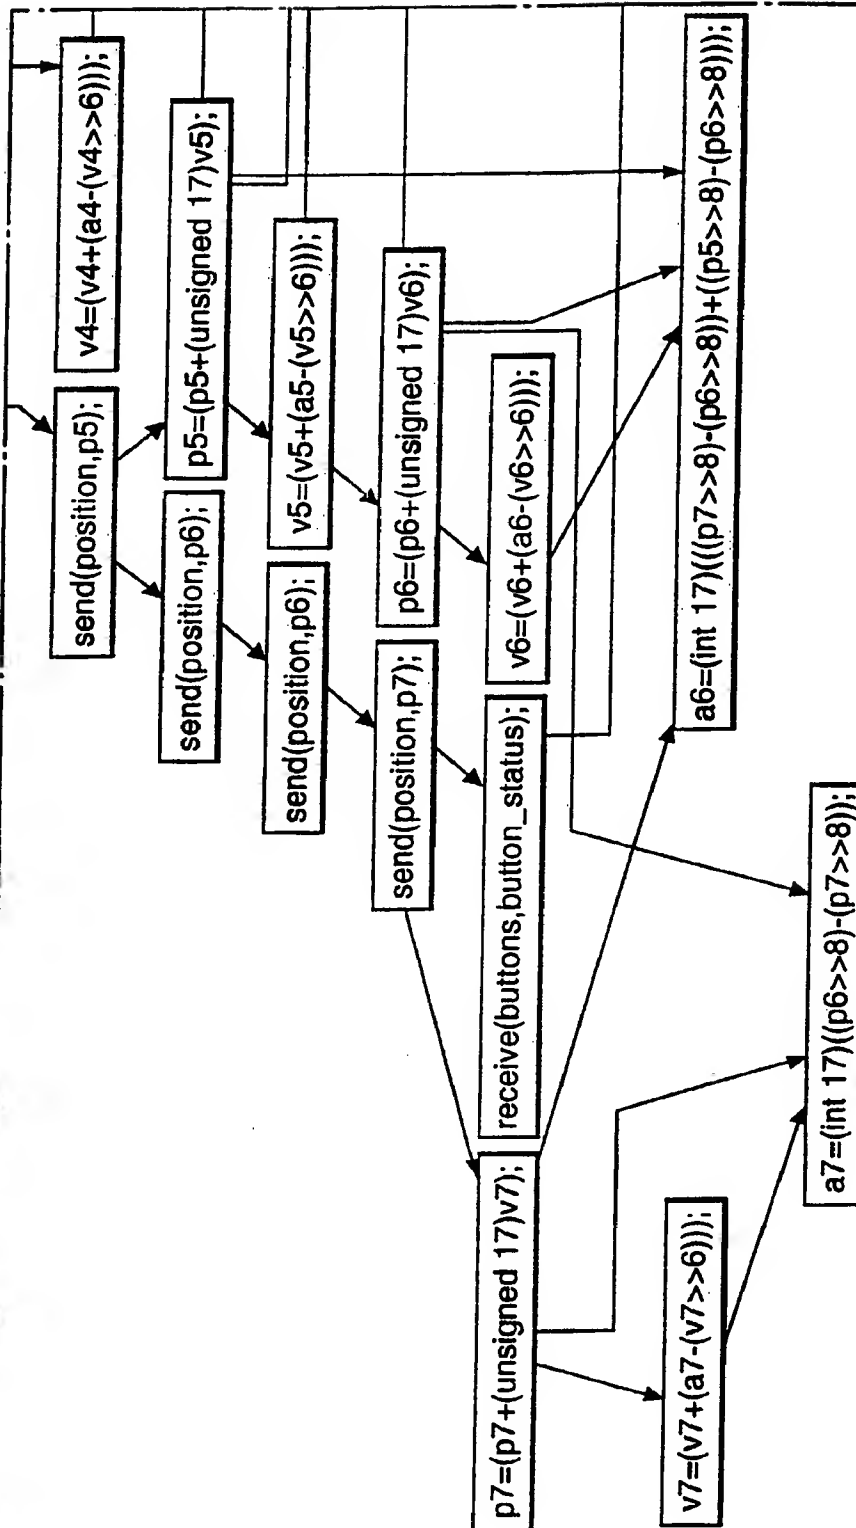 v4=(v4+(a4-(v4>>6))));
send(position,p5);
p5=(p5+(unsigned 17)v5);
send(position,p6);
v5=(v5+(a5-(v5>>6))));
send(position,p6);
p6=(p6+(unsigned 17)v6);
send(position,p7);
v6=(v6+(a6-(v6>>6))));
receive(buttons,button_status);
p7=(p7+(unsigned 17)v7);
a6=(int 17)(((p7>>8)-(p6>>8))+((p5>>8)-(p6>>8)));
v7=(v7+(a7-(v7>>6))));
a7=(int 17)((p6>>8)-(p7>>8));